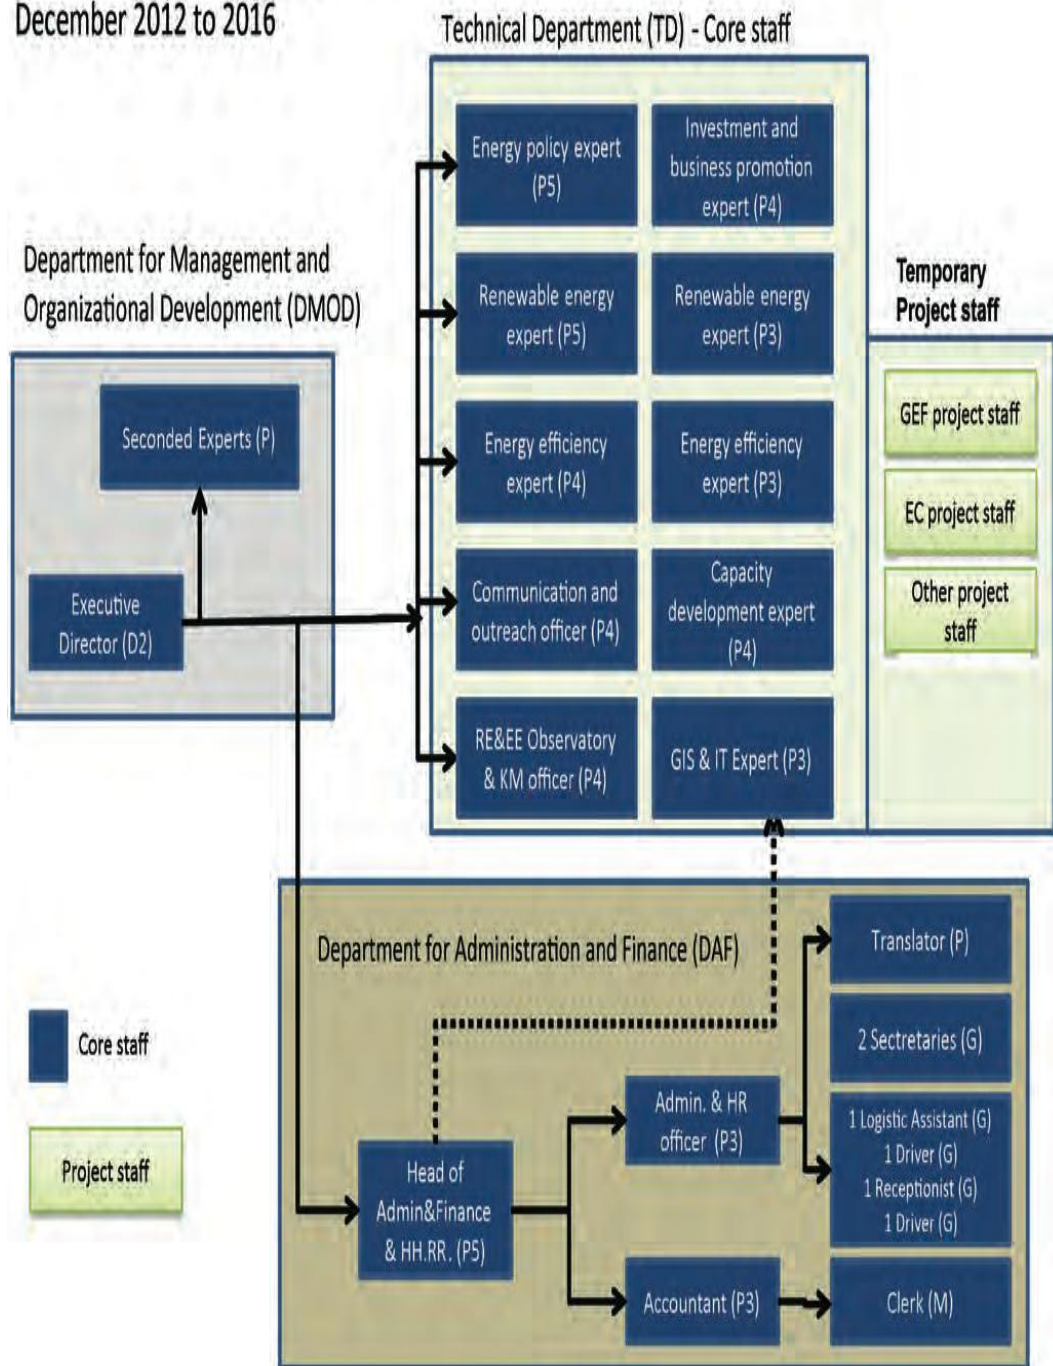 December 2012 to 2016
Technical Department (TD) - Core staff
Energy policy expert
(P5)
Investment and
business promotion
expert (P4)
Renewable energy
expert (P5)
Renewable energy
expert (P3)
Energy efficiency
expert (P4)
Energy efficiency
expert (P3)
Communication and
outreach officer (P4)
Capacity
development expert
(P4)
RE&EE Observatory
& KM officer (P4)
GIS & IT Expert (P3)
Department for Management and
Organizational Development (DMOD)
Seconded Experts (P)
Executive
Director (D2)
Temporary
Project staff
GEF project staff
EC project staff
Other project
staff
Department for Administration and Finance (DAF)
Head of
Admin&Finance
& HH.RR. (P5)
Admin. & HR
officer (P3)
Accountant (P3)
Translator (P)
2 Sectretaries (G)
1 Logistic Assistant (G)
1 Driver (G)
1 Receptionist (G)
1 Driver (G)
Clerk (M)
Core staff
Project staff